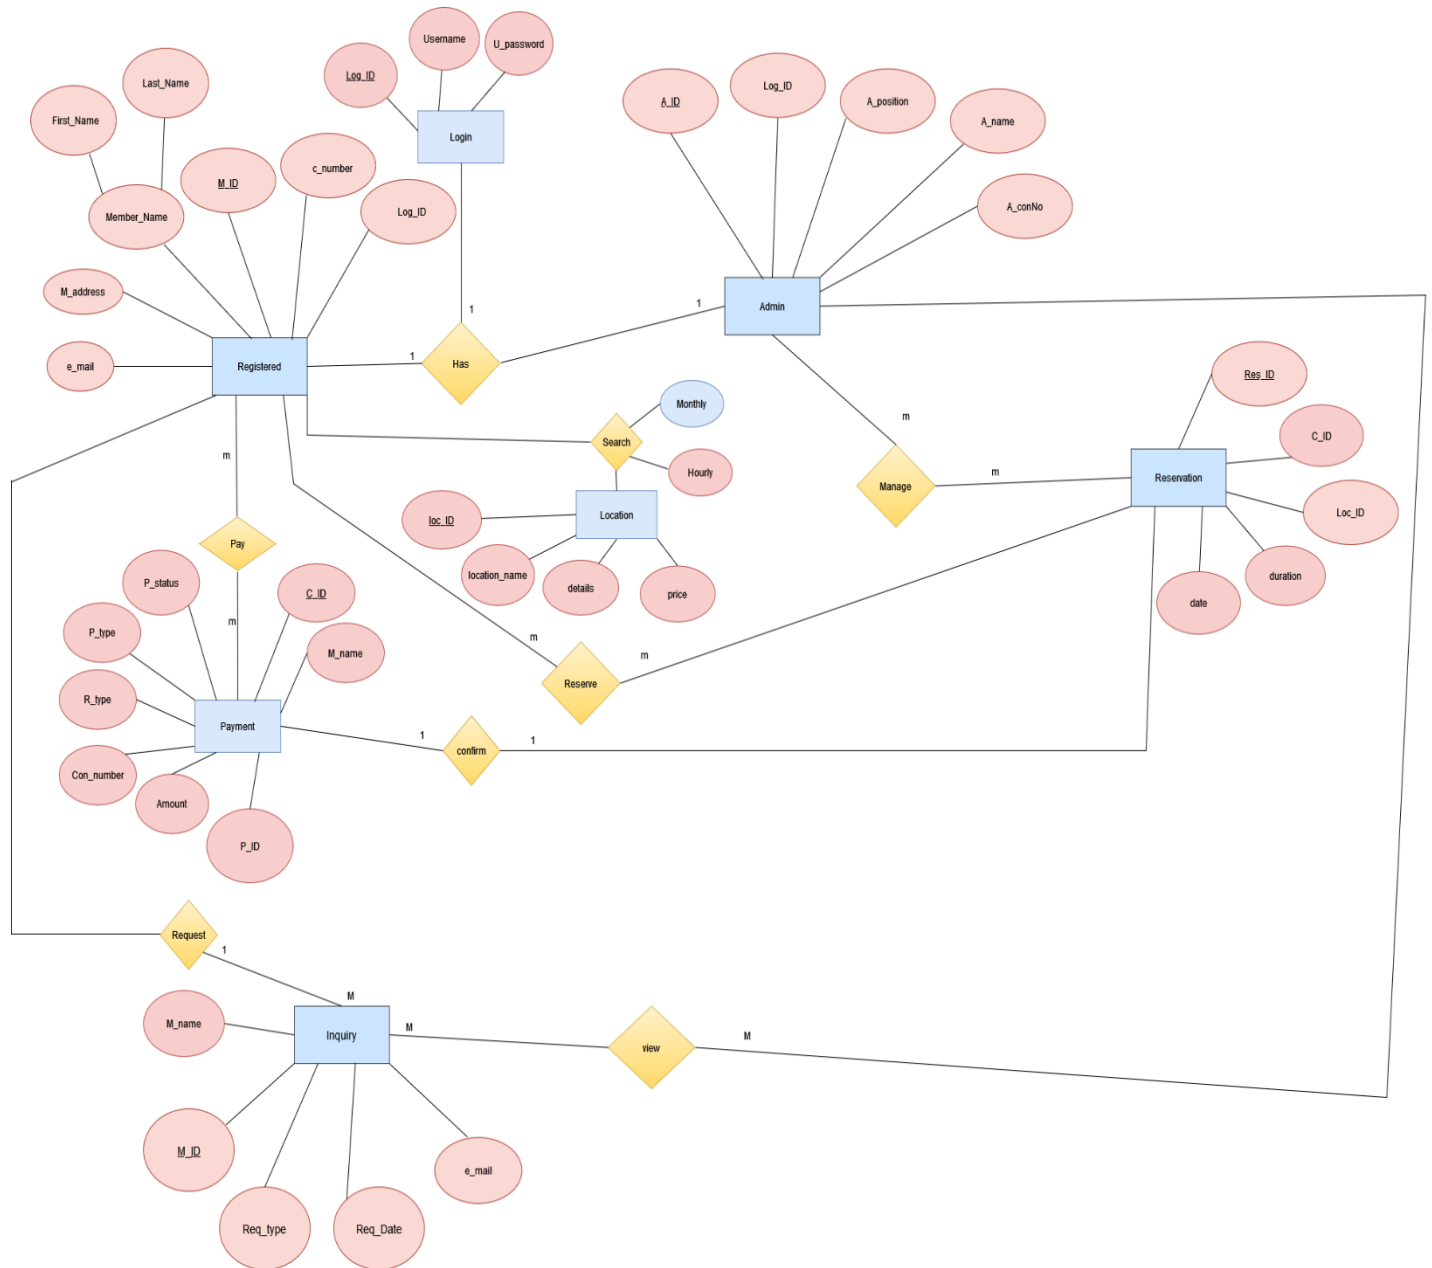 Username
U_password
Log_ID
Login
Last_Name
First_Name
M_ID
c_number
Member_Name
Log_ID
M_address
e_mail
Registered
1
1
Has
1
A_ID
Log_ID
A_position
A_name
A_conNo
Admin
Monthly
Search
Hourly
loc_ID
Location
location_name
details
price
m
Manage
m
Res_ID
C_ID
Reservation
Loc_ID
duration
date
m
Pay
m
P_status
C_ID
P_type
M_name
R_type
Payment
Con_number
Amount
P_ID
m
m
Reserve
1
confirm
1
Request
1
M
M_name
Inquiry
M
view
M
M_ID
e_mail
Req_type
Req_Date